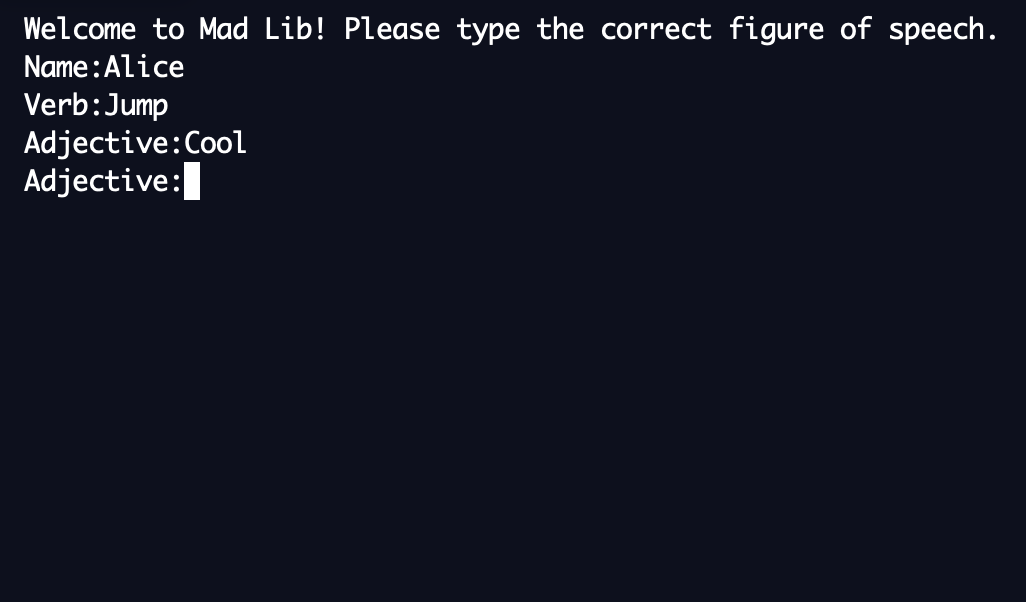 Welcome to Mad Lib! Please type the correct figure of speech.
Name:Alice
Verb:Jump
Adjective:Cool
Adjective: